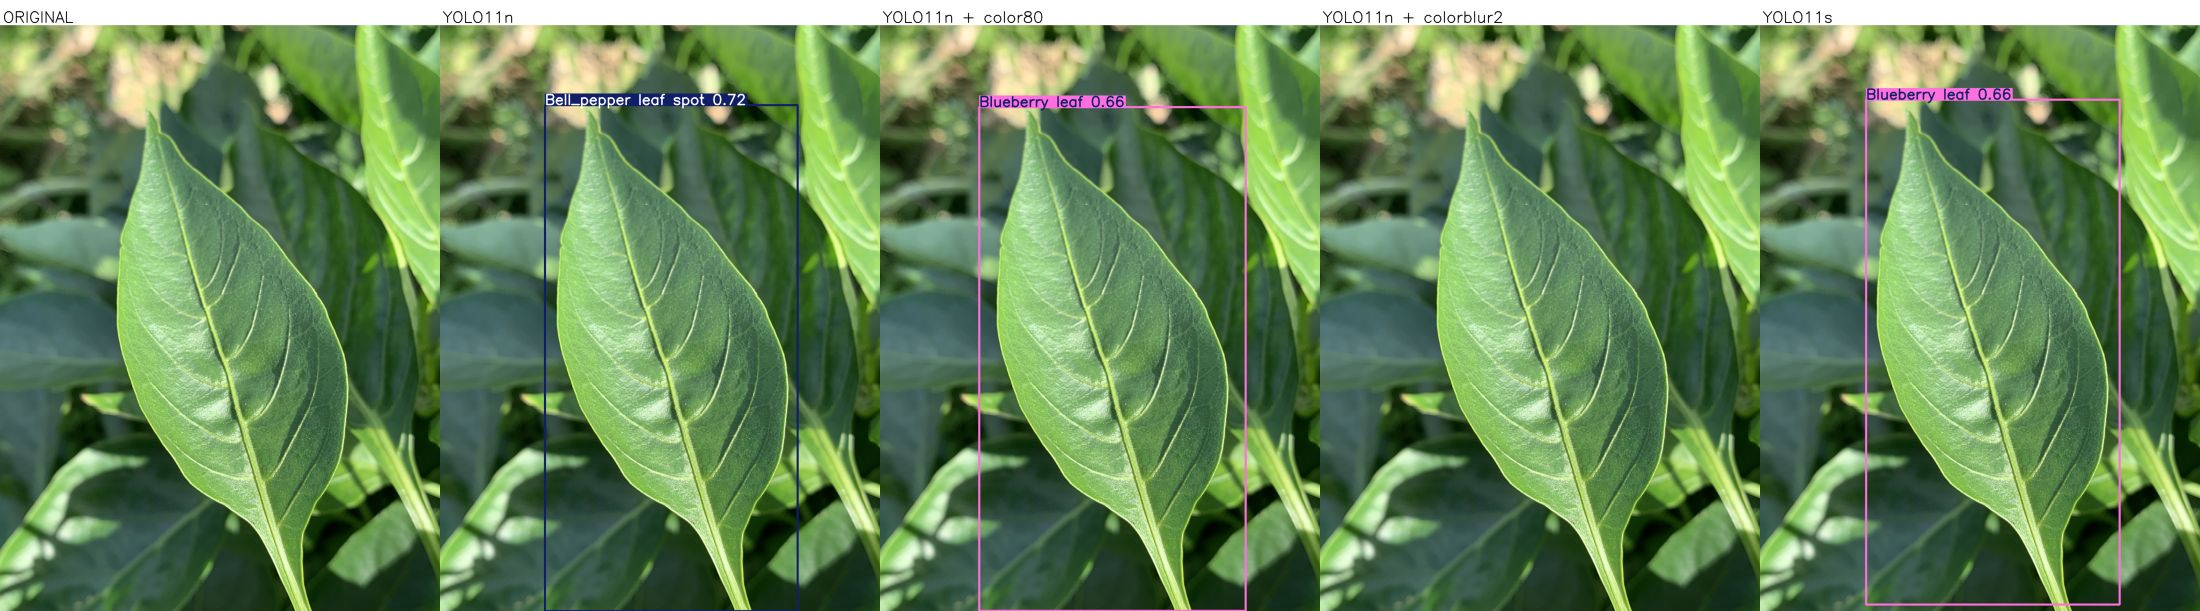 ORIGINAL
YOLO11n
YOLO11n + color80
YOLO11n + colorblur2
YOLO11s
Bell_pepper leaf spot 0.72
Blueberry leaf 0.66
Blueberry leaf 0.66